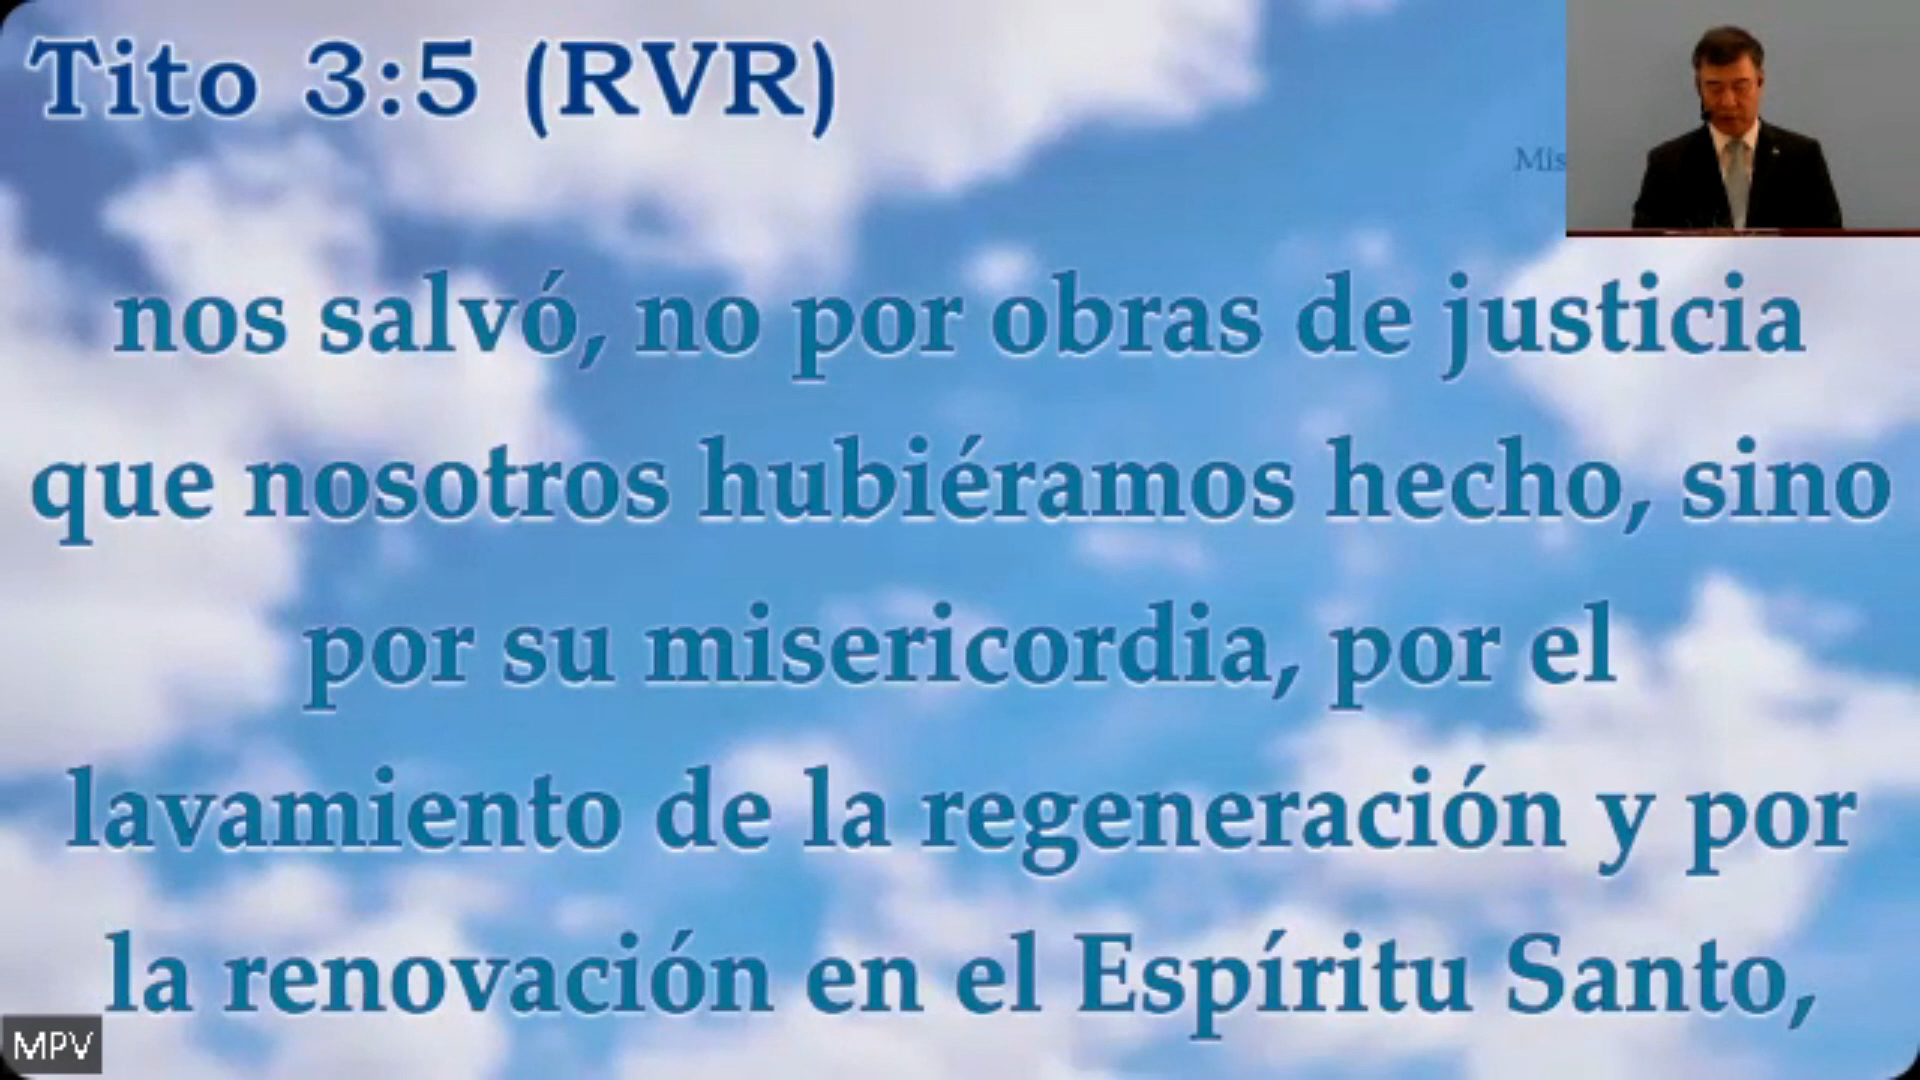 Tito 3:5 (RVR)
Mis
nos salvó, no por obras de justicia
que nosotros hubiéramos hecho, sino
por su misericordia, por el
lavamiento de la regeneración y por
la renovación en el Espíritu Santo,
MPV